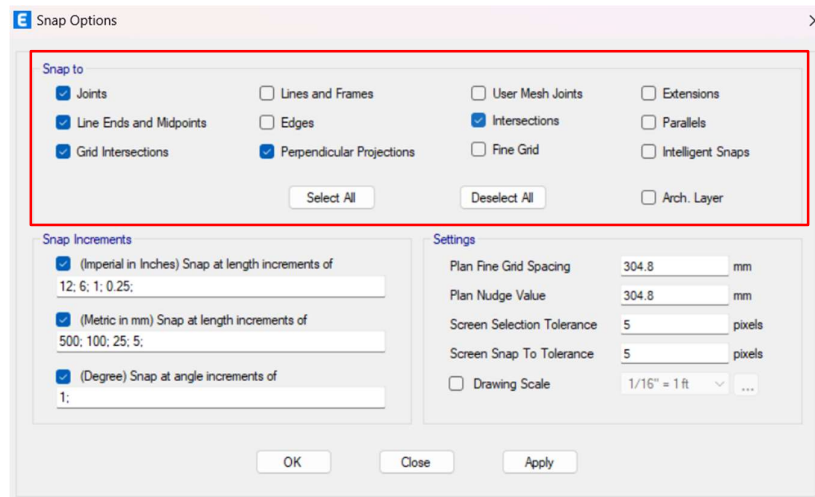 E Snap Options
Snap to
Joints Lines and Frames User Mesh Joints Extensions
Line Ends and Midpoints Edges Intersections Parallels
Grid Intersections Perpendicular Projections Fine Grid Intelligent Snaps
Select All Deselect All Arch. Layer
Snap Increments
(Imperial in Inches) Snap at length increments of
12; 6; 1; 0.25;
(Metric in mm) Snap at length increments of
500; 100; 25; 5;
(Degree) Snap at angle increments of
1;
Settings
Plan Fine Grid Spacing 304.8 mm
Plan Nudge Value 304.8 mm
Screen Selection Tolerance 5 pixels
Screen Snap To Tolerance 5 pixels
Drawing Scale 1/16" = 1 ft ...
OK Close Apply